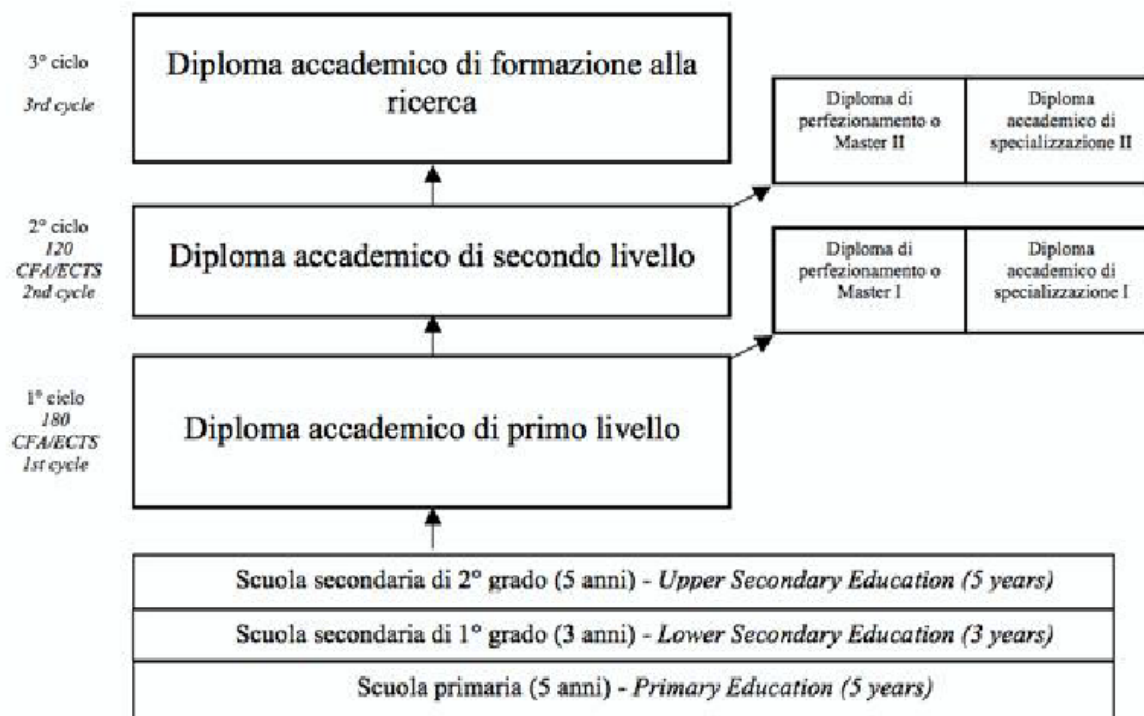 3° ciclo
3rd cycle
Diploma accademico di formazione alla
ricerca
Diploma di
perfezionamento o
Master II
Diploma
accademico di
specializzazione II
2° ciclo
120
CFA/ECTS
2nd cycle
Diploma accademico di secondo livello
Diploma di
perfezionamento o
Master I
Diploma
accademico di
specializzazione I
1° ciclo
180
CFA/ECTS
1st cycle
Diploma accademico di primo livello
Scuola secondaria di 2° grado (5 anni) - Upper Secondary Education (5 years)
Scuola secondaria di 1° grado (3 anni) - Lower Secondary Education (3 years)
Scuola primaria (5 anni) - Primary Education (5 years)